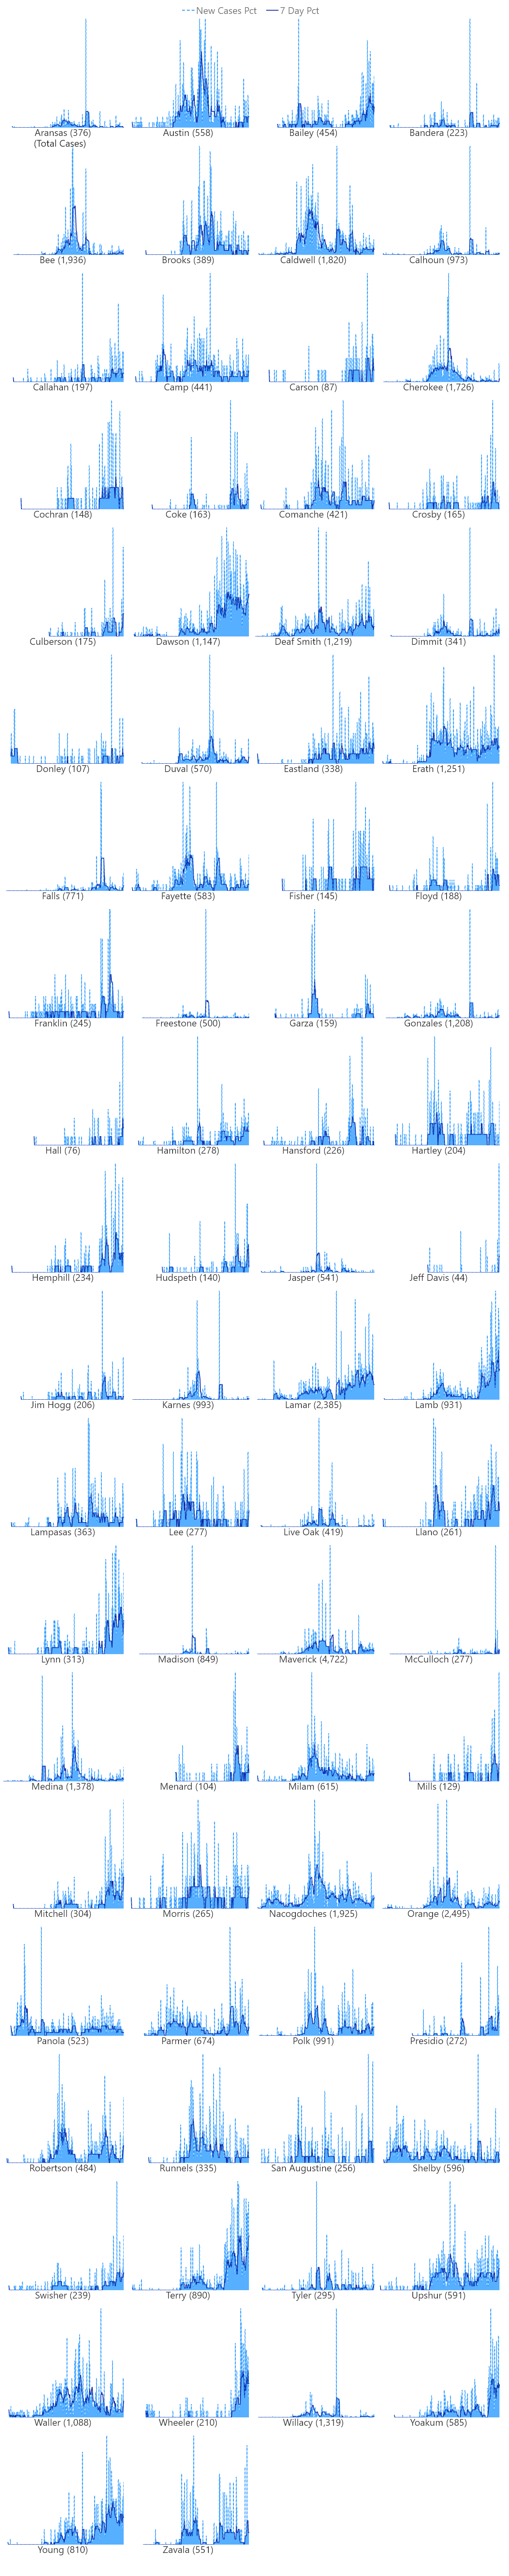 New Cases Pct 7 Day Pct
Aransas (376) Austin (558) Bailey (454) Bandera (223)
(Total Cases)
Bee (1,936) Brooks (389) Caldwell (1,820) Calhoun (973)
Callahan (197) Camp (441) Carson (87) Cherokee (1,726)
Cochran (148) Coke (163) Comanche (421) Crosby (165)
Culberson (175) Dawson (1,147) Deaf Smith (1,219) Dimmit (341)
Donley (107) Duval (570) Eastland (338) Erath (1,251)
Falls (771) Fayette (583) Fisher (145) Floyd (188)
Franklin (245) Freestone (500) Garza (159) Gonzales (1,208)
Hall (76) Hamilton (278) Hansford (226) Hartley (204)
Hemphill (234) Hudspeth (140) Jasper (541) Jeff Davis (44)
Jim Hogg (206) Karnes (993) Lamar (2,385) Lamb (931)
Lampasas (363) Lee (277) Live Oak (419) Llano (261)
Lynn (313) Madison (849) Maverick (4,722) McCulloch (277)
Medina (1,378) Menard (104) Milam (615) Mills (129)
Mitchell (304) Morris (265) Nacogdoches (1,925) Orange (2,495)
Panola (523) Parmer (674) Polk (991) Presidio (272)
Robertson (484) Runnels (335) San Augustine (256) Shelby (596)
Swisher (239) Terry (890) Tyler (295) Upshur (591)
Waller (1,088) Wheeler (210) Willacy (1,319) Yoakum (585)
Young (810) Zavala (551)